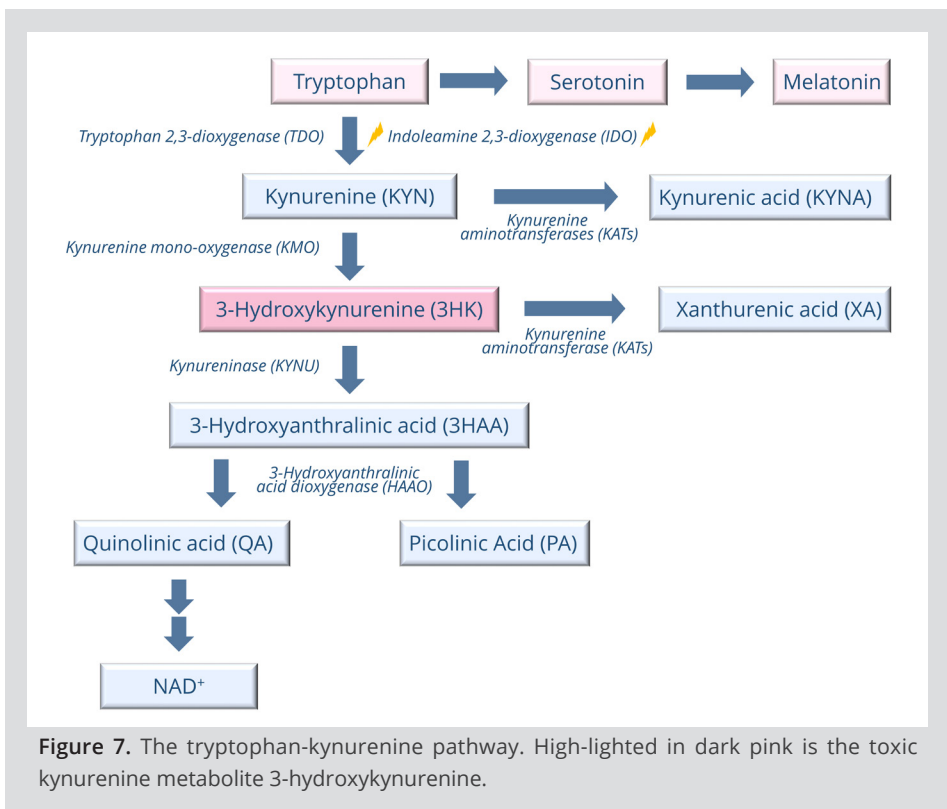 Tryptophan
Serotonin
Melatonin
Tryptophan 2,3-dioxygenase (TDO)
Indoleamine 2,3-dioxygenase (IDO)
Kynurenine (KYN)
Kynurenic acid (KYNA)
Kynurenine
aminotransferases (KATs)
Kynurenine mono-oxygenase (KMO)
3-Hydroxykynurenine (3HK)
Xanthurenic acid (XA)
Kynurenine
aminotransferase (KATs)
Kynureninase (KYNU)
3-Hydroxyanthralinic acid (3HAA)
3-Hydroxyanthralinic
acid dioxygenase (HAAO)
Quinolinic acid (QA)
Picolinic Acid (PA)
NAD⁺
Figure 7. The tryptophan-kynurenine pathway. High-lighted in dark pink is the toxic
kynurenine metabolite 3-hydroxykynurenine.